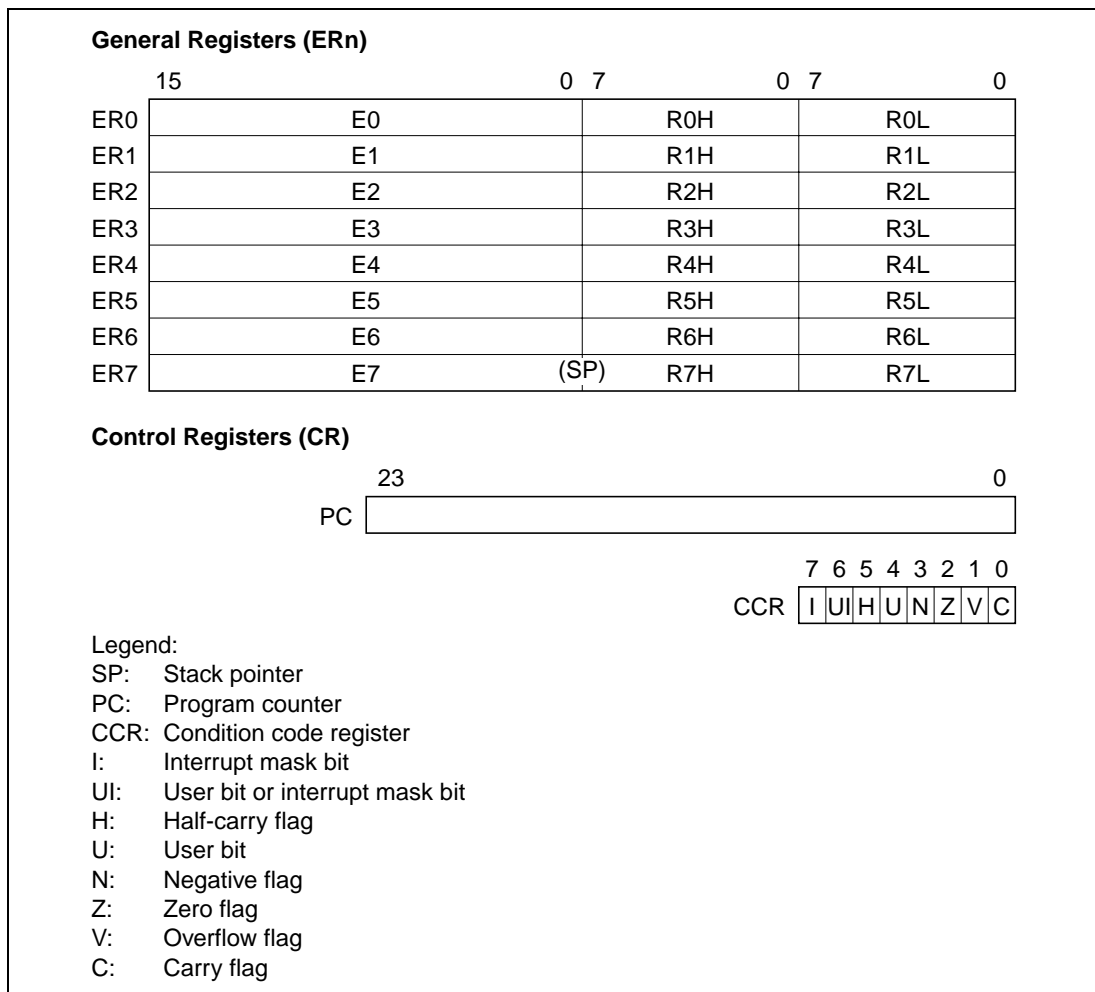 General Registers (ERn)
15 0 7 0 7 0
ER0 E0 R0H R0L
ER1 E1 R1H R1L
ER2 E2 R2H R2L
ER3 E3 R3H R3L
ER4 E4 R4H R4L
ER5 E5 R5H R5L
ER6 E6 R6H R6L
ER7 E7 (SP) R7H R7L
Control Registers (CR)
23 0
PC
7 6 5 4 3 2 1 0
CCR I UI H U N Z V C
Legend:
SP: Stack pointer
PC: Program counter
CCR: Condition code register
I: Interrupt mask bit
UI: User bit or interrupt mask bit
H: Half-carry flag
U: User bit
N: Negative flag
Z: Zero flag
V: Overflow flag
C: Carry flag